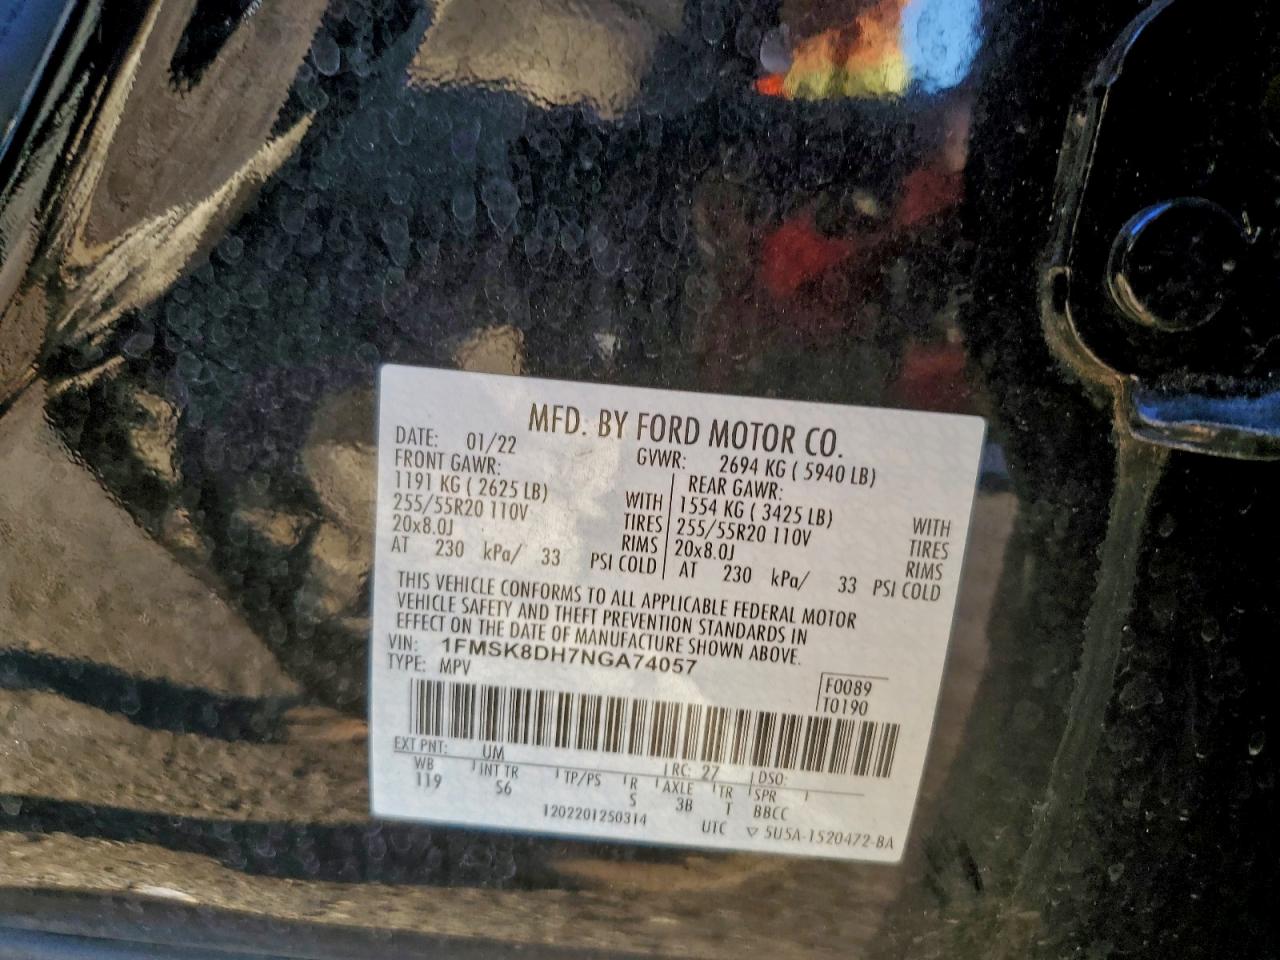 MFD. BY FORD MOTOR CO.
DATE: 01/22 GVWR: 2694 KG ( 5940 LB)
FRONT GAWR: REAR GAWR:
1191 KG ( 2625 LB) WITH 1554 KG ( 3425 LB) WITH
255/55R20 110V TIRES 255/55R20 110V TIRES
20x8.0J RIMS 20x8.0J RIMS
AT 230 kPa/ 33 PSI COLD AT 230 kPa/ 33 PSI COLD
THIS VEHICLE CONFORMS TO ALL APPLICABLE FEDERAL MOTOR
VEHICLE SAFETY AND THEFT PREVENTION STANDARDS IN
EFFECT ON THE DATE OF MANUFACTURE SHOWN ABOVE.
VIN: 1FMSK8DH7NGA74057
TYPE: MPV
F0089
T0190
EXT PNT: UM RC: 27 DSO:
WB INT TR TP/PS R AXLE TR SPR
119 S6 S 3B T BBCC
1202201250314 UTC ▽ 5U5A-1520472-BA